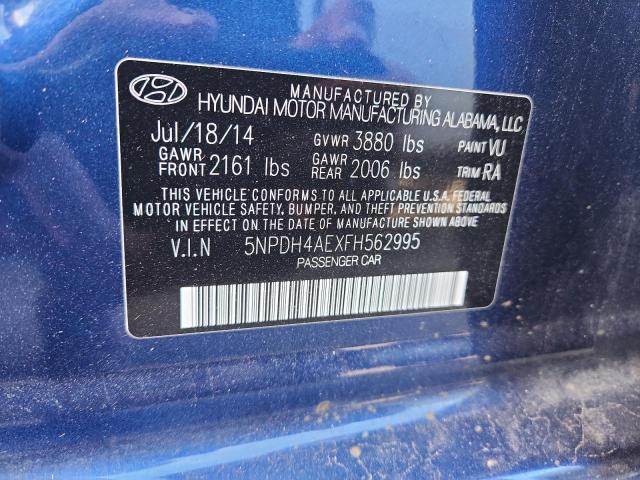 MANUFACTURED BY
HYUNDAI MOTOR MANUFACTURING ALABAMA, LLC
Jul/18/14 GVWR 3880 lbs PAINT VU
GAWR FRONT 2161 lbs GAWR REAR 2006 lbs TRIM RA
THIS VEHICLE CONFORMS TO ALL APPLICABLE U.S.A. FEDERAL
MOTOR VEHICLE SAFETY, BUMPER, AND THEFT PREVENTION STANDARDS
IN EFFECT ON THE DATE OF MANUFACTURE SHOWN ABOVE
V.I.N 5NPDH4AEXFH562995
PASSENGER CAR